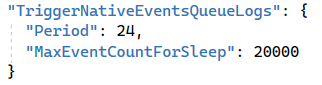 "TriggerNativeEventsQueueLogs": {
  "Period": 24,
  "MaxEventCountForSleep": 20000
}